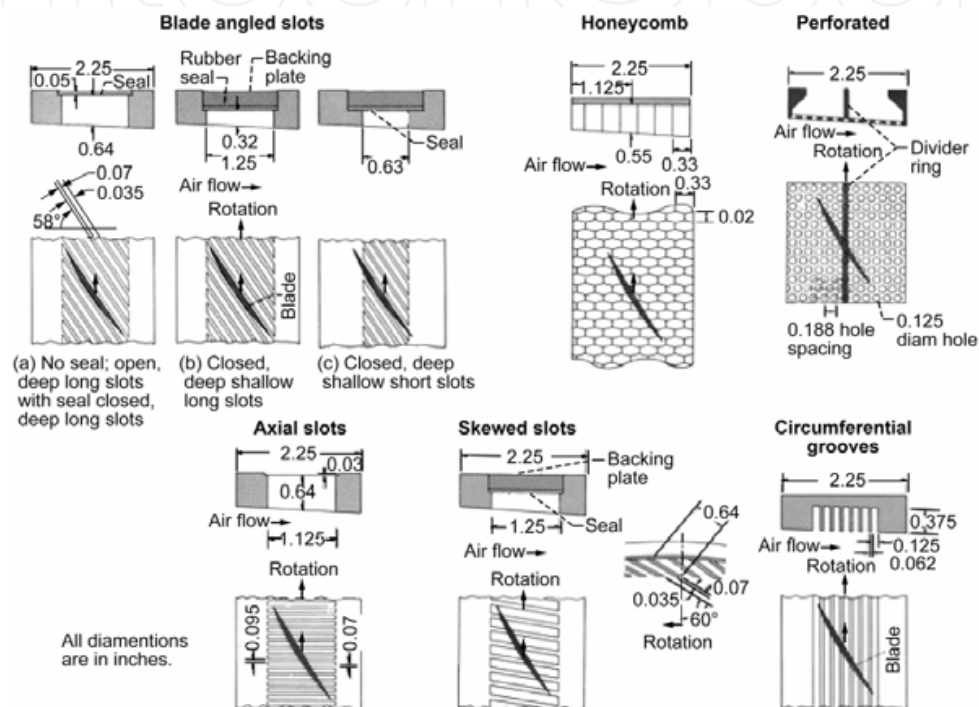 Blade angled slots
2.25
0.05
Seal
0.64
0.07
0.035
58°
Rubber
seal
Backing
plate
0.32
1.25
Air flow
Rotation
Blade
Seal
0.63
(a) No seal; open,
deep long slots
with seal closed,
deep long slots
(b) Closed,
deep shallow
long slots
(c) Closed, deep
shallow short slots
Honeycomb
2.25
1.125
0.55
0.33
Air flow
Rotation
0.33
0.02
Perforated
2.25
Air flow
Rotation
Divider
ring
0.188 hole
spacing
0.125
diam hole
All diamentions
are in inches.
Axial slots
2.25
0.03
0.64
Air flow
1.125
Rotation
0.095
0.07
Skewed slots
2.25
Backing
plate
1.25
Seal
Air flow
Rotation
0.64
0.07
0.035
60°
Rotation
Circumferential
grooves
2.25
0.375
Air flow
0.125
0.062
Rotation
Blade